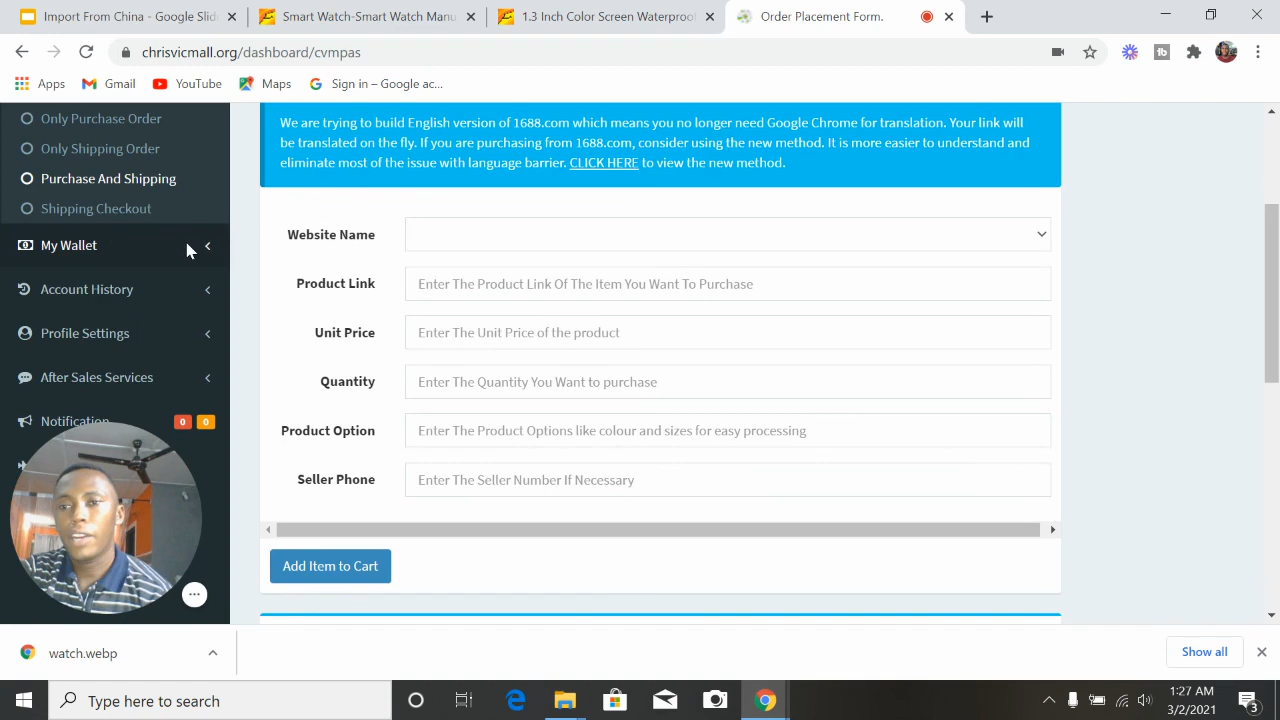 Import From China - Google Slid
Smart Watch-Smart Watch Manu
1.3 Inch Color Screen Waterproo
Order Placement Form.
chrisvicmall.org/dashboard/cvmpas
Apps
Gmail
YouTube
Maps
Sign in – Google ac...
Only Purchase Order
Only Shipping Order
Purchase And Shipping
Shipping Checkout
My Wallet
Account History
Profile Settings
After Sales Services
Notification
0
0
We are trying to build English version of 1688.com which means you no longer need Google Chrome for translation. Your link will
be translated on the fly. If you are purchasing from 1688.com, consider using the new method. It is more easier to understand and
eliminate most of the issue with language barrier. CLICK HERE to view the new method.
Website Name
Product Link
Enter The Product Link Of The Item You Want To Purchase
Unit Price
Enter The Unit Price of the product
Quantity
Enter The Quantity You Want to purchase
Product Option
Enter The Product Options like colour and sizes for easy processing
Seller Phone
Enter The Seller Number If Necessary
Add Item to Cart
watch.webp
Show all
Type here to search
1:27 AM
3/2/2021
3